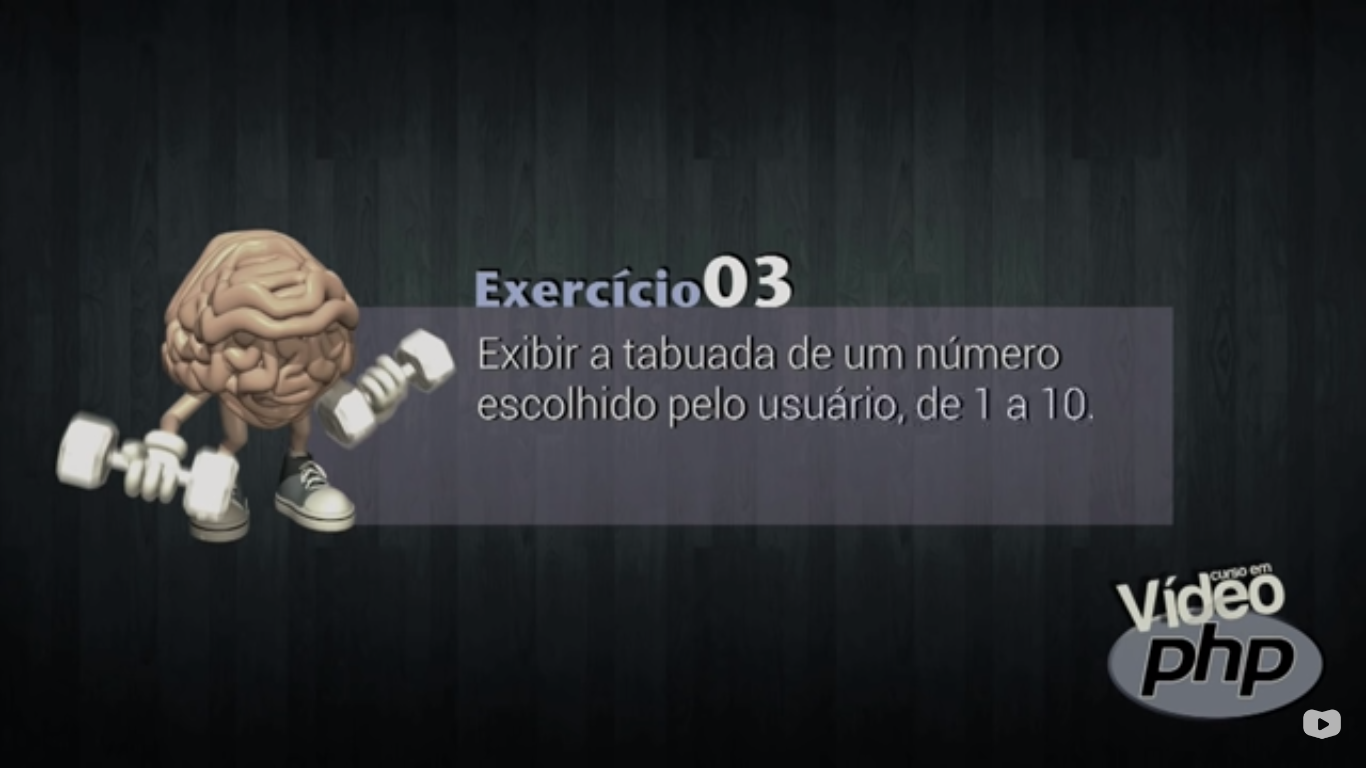 Exercício03
Exibir a tabuada de um número
escolhido pelo usuário, de 1 a 10.
curso em
Vídeo
php